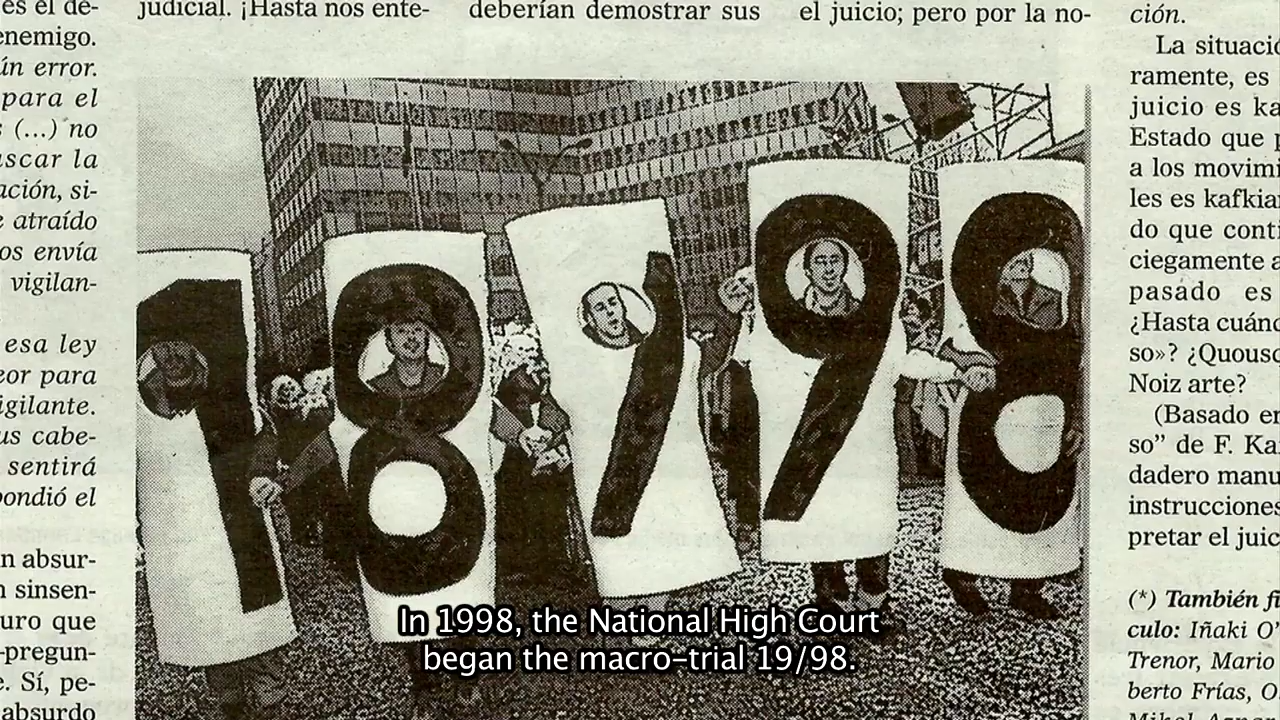 es el de-
enemigo.
ún error.
para el
(...) no
uscar la
ación, si-
e atraído
os envía
vigilan-
esa ley
eor para
igilante.
us cabe-
sentirá
pondió el
n absur-
n sinsen-
uro que
-pregun-
e. Sí, pe-
absurdo
judicial. ¡Hasta nos ente-
deberían demostrar sus
el juicio; pero por la no-
18/98
In 1998, the National High Court
began the macro-trial 19/98.
ción.
La situació
ramente, es
juicio es ka
Estado que p
a los movimi
les es kafkian
do que conti
ciegamente a
pasado es
¿Hasta cuánd
so»? ¿Quousq
Noiz arte?
(Basado en
so” de F. Ka
dadero manu
instrucciones
pretar el juic
(*) También fi
culo: Iñaki O’
Trenor, Mario
berto Frías, O
Mikel Aznar